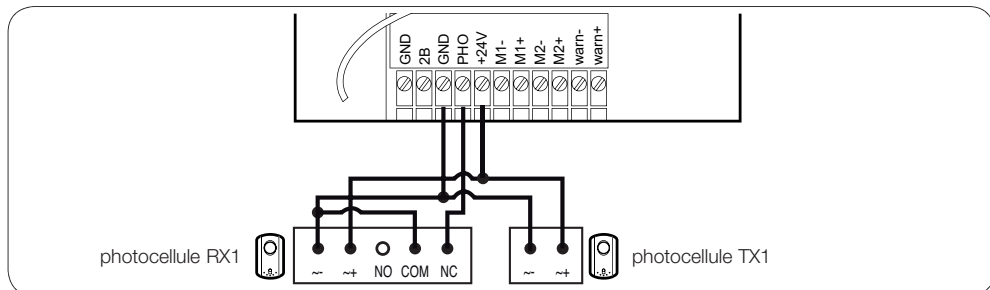 GND
2B
GND
PHO
+24V
M1-
M1+
M2-
M2+
warn-
warn+
photocellule RX1
~-
~+
NO
COM
NC
~-
~+
photocellule TX1